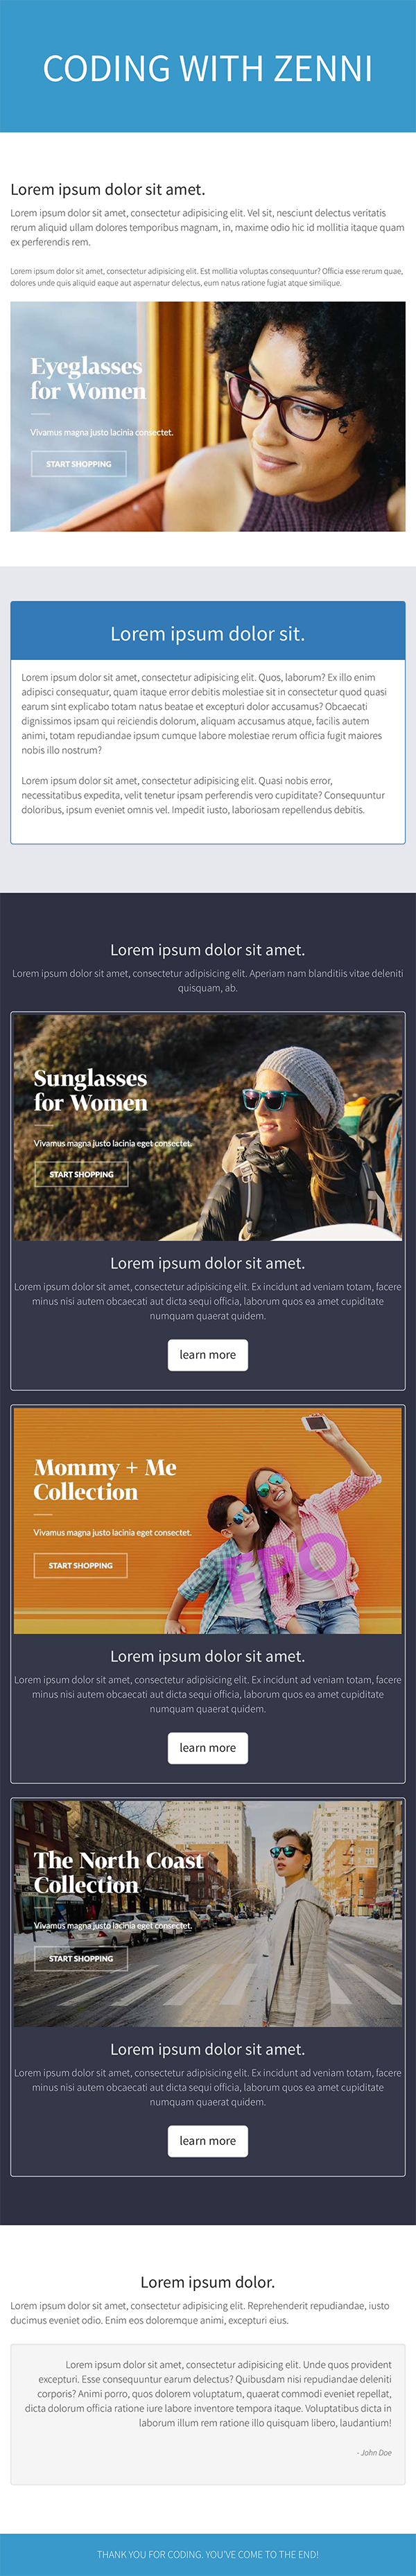 CODING WITH ZENNI
Lorem ipsum dolor sit amet.
Lorem ipsum dolor sit amet, consectetur adipisicing elit. Vel sit, nesciunt delectus veritatis
rerum aliquid ullam dolores temporibus magnam, in, maxime odio hic id mollitia itaque quam
ex perferendis rem.
Lorem ipsum dolor sit amet, consectetur adipisicing elit. Est mollitia voluptas consequuntur? Officia esse rerum quae,
dolores unde quis aliquid eaque aut aspernatur delectus, eum natus ratione fugiat atque similique.
Eyeglasses
for Women
Vivamus magna justo lacinia consectet.
START SHOPPING
Lorem ipsum dolor sit.
Lorem ipsum dolor sit amet, consectetur adipisicing elit. Quos, laborum? Ex illo enim
adipisci consequatur, quam itaque error debitis molestiae sit in consectetur quod quasi
earum sint explicabo totam natus beatae et excepturi dolor accusamus? Obcaecati
dignissimos ipsam qui reiciendis dolorum, aliquam accusamus atque, facilis autem
animi, totam repudiandae ipsum cumque labore molestiae rerum officia fugit maiores
nobis illo nostrum?
Lorem ipsum dolor sit amet, consectetur adipisicing elit. Quasi nobis error,
necessitatibus expedita, velit tenetur ipsam perferendis vero cupiditate? Consequuntur
doloribus, ipsum eveniet omnis vel. Impedit iusto, laboriosam repellendus debitis.
Lorem ipsum dolor sit amet.
Lorem ipsum dolor sit amet, consectetur adipisicing elit. Aperiam nam blanditiis vitae deleniti
quisquam, ab.
Sunglasses
for Women
Vivamus magna justo lacinia eget consectet.
START SHOPPING
Lorem ipsum dolor sit amet.
Lorem ipsum dolor sit amet, consectetur adipisicing elit. Ex incidunt ad veniam totam, facere
minus nisi autem obcaecati aut dicta sequi officia, laborum quos ea amet cupiditate
numquam quaerat quidem.
learn more
Mommy + Me
Collection
Vivamus magna justo lacinia eget consectet.
START SHOPPING
FPO
Lorem ipsum dolor sit amet.
Lorem ipsum dolor sit amet, consectetur adipisicing elit. Ex incidunt ad veniam totam, facere
minus nisi autem obcaecati aut dicta sequi officia, laborum quos ea amet cupiditate
numquam quaerat quidem.
learn more
The North Coast
Collection
Vivamus magna justo lacinia eget consectet.
START SHOPPING
Lorem ipsum dolor sit amet.
Lorem ipsum dolor sit amet, consectetur adipisicing elit. Ex incidunt ad veniam totam, facere
minus nisi autem obcaecati aut dicta sequi officia, laborum quos ea amet cupiditate
numquam quaerat quidem.
learn more
Lorem ipsum dolor.
Lorem ipsum dolor sit amet, consectetur adipisicing elit. Reprehenderit repudiandae, iusto
ducimus eveniet odio. Enim eos doloremque animi, excepturi eius.
Lorem ipsum dolor sit amet, consectetur adipisicing elit. Unde quos provident
excepturi. Esse consequuntur earum delectus? Quibusdam nisi repudiandae deleniti
corporis? Animi porro, quos dolorem voluptatum, quaerat commodi eveniet repellat,
dicta dolorum officia ratione iure labore inventore tempora itaque. Voluptatibus dicta in
laborum illum rem ratione illo quisquam libero, laudantium!
- John Doe
THANK YOU FOR CODING. YOU'VE COME TO THE END!